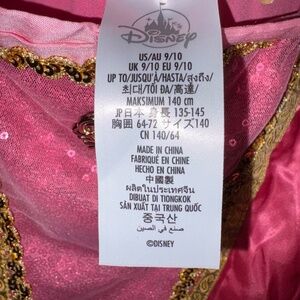 Disney
US/AU 9/10
UK 9/10 EU 9/10
UP TO/JUSQU'À/HASTA/สูงถึง/
최대/TỐI ĐA/高達/
MAKSIMUM 140 cm
JP日本 身長 135-145
胸囲 64-72 サイズ140
CN 140/64
MADE IN CHINA
FABRIQUÉ EN CHINE
HECHO EN CHINA
中國製
ผลิตในประเทศจีน
DIBUAT DI TIONGKOK
SẢN XUẤT TẠI TRUNG QUỐC
중국산
صنع في الصين
©DISNEY